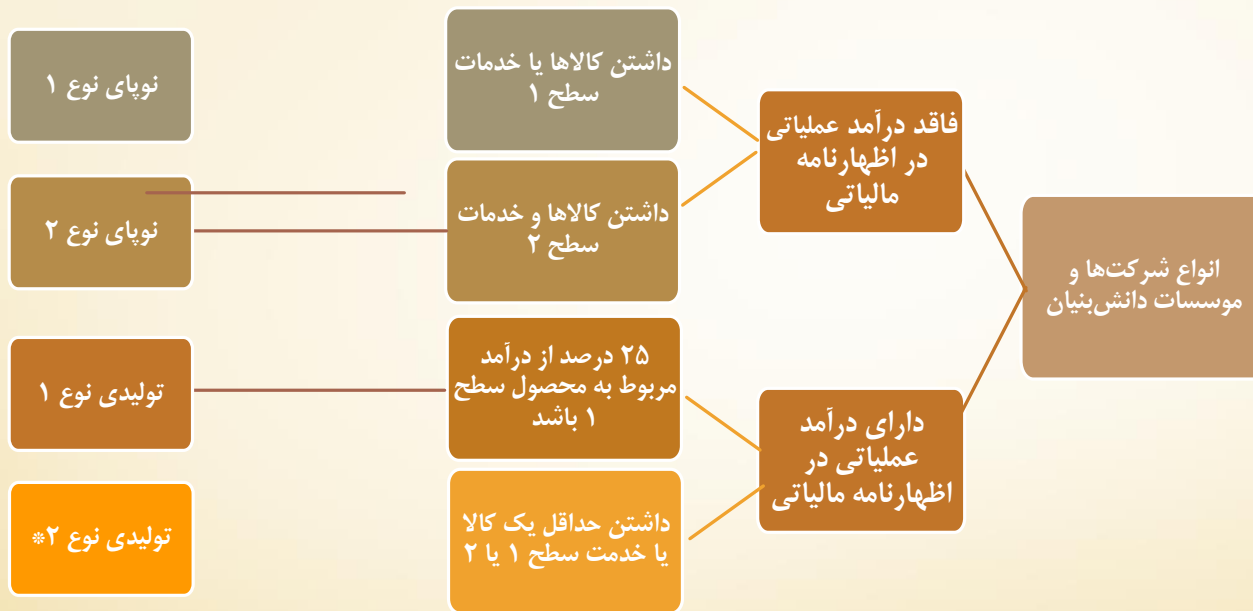 انواع شرکت‌ها و
موسسات دانش‌بنیان
فاقد درآمد عملیاتی
در اظهارنامه
مالیاتی
داشتن کالاها یا خدمات
سطح ۱
نوپای نوع ۱
داشتن کالاها و خدمات
سطح ۲
نوپای نوع ۲
دارای درآمد
عملیاتی در
اظهارنامه مالیاتی
۲۵ درصد از درآمد
مربوط به محصول سطح
۱ باشد
تولیدی نوع ۱
داشتن حداقل یک کالا
یا خدمت سطح ۱ یا ۲
تولیدی نوع ۲*